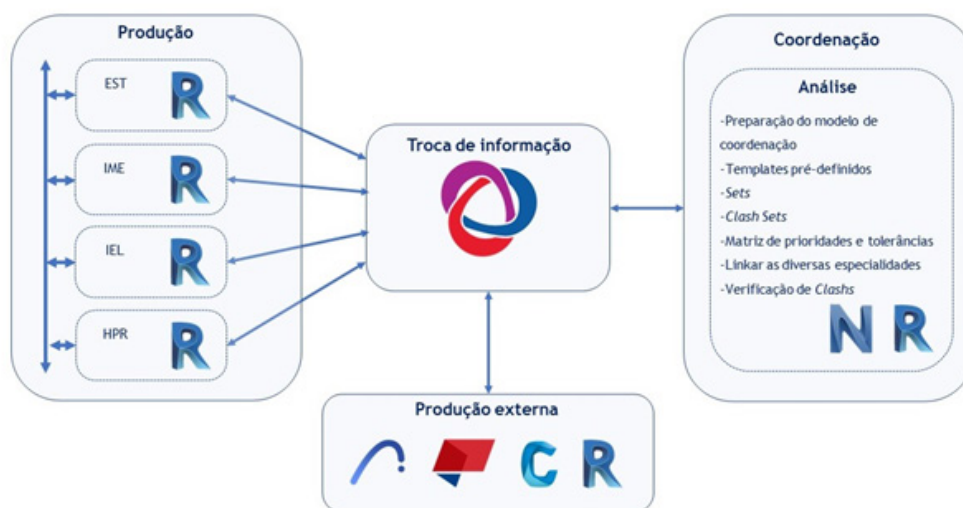 Produção
EST
R
IME
R
IEL
R
HPR
R
Troca de informação
Produção externa
C R
Coordenação
Análise
-Preparação do modelo de
coordenação
-Templates pré-definidos
-Sets
-Clash Sets
-Matriz de prioridades e tolerâncias
-Linkar as diversas especialidades
-Verificação de Clashs
N R